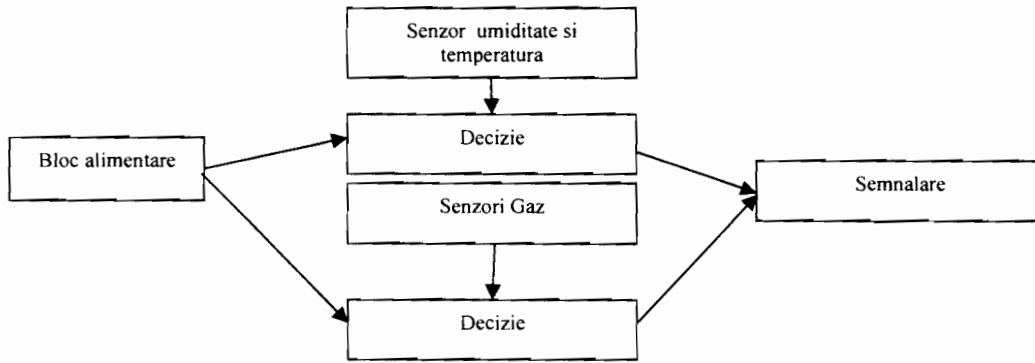 Senzor umiditate si
temperatura
Decizie
Bloc alimentare
Semnalare
Senzori Gaz
Decizie